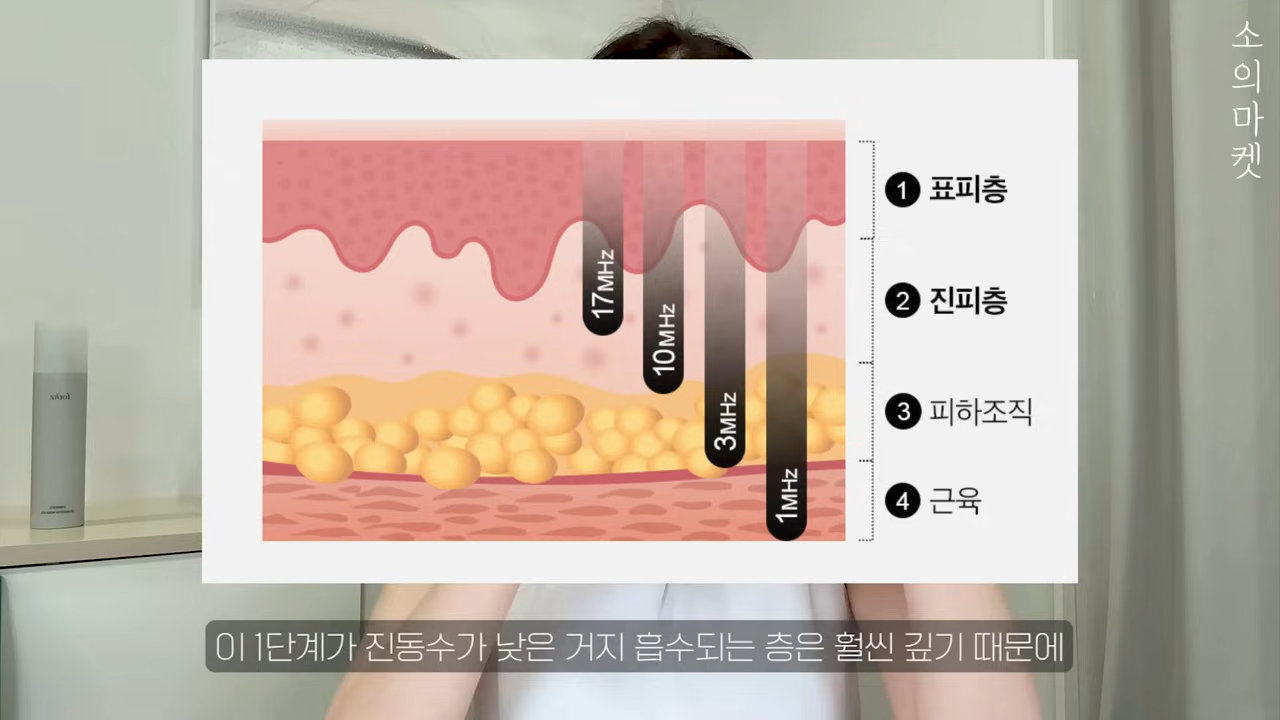 소의마켓
17MHz
10MHz
3MHz
1MHz
1 표피층
2 진피층
3 피하조직
4 근육
이 1단계가 진동수가 낮은 거지 흡수되는 층은 훨씬 깊기 때문에